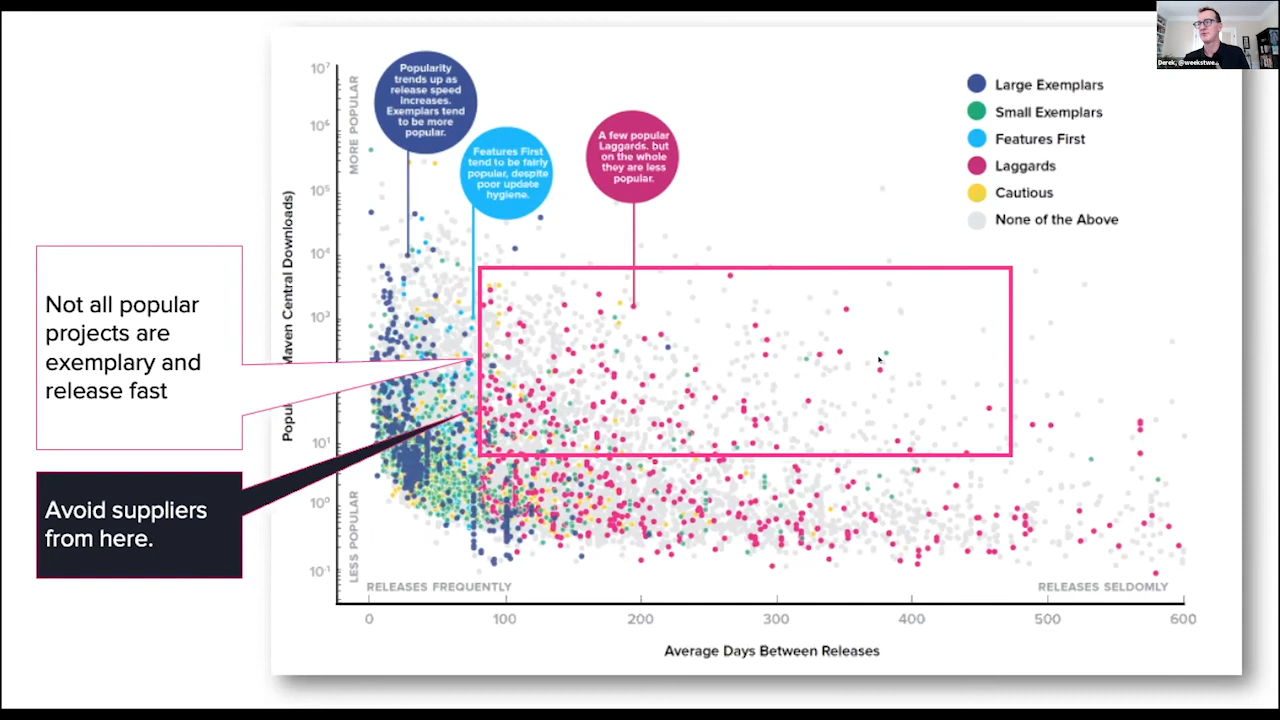 Derek, @weekstwe...
10⁷
10⁶
10⁵
10⁴
10³
10¹
10⁰
10⁻¹
MORE POPULAR
LESS POPULAR
Maven Central Downloads)
Popularity
trends up as
release speed
increases.
Exemplars tend
to be more
popular.
Features First
tend to be fairly
popular, despite
poor update
hygiene.
A few popular
Laggards. but
on the whole
they are less
popular.
Large Exemplars
Small Exemplars
Features First
Laggards
Cautious
None of the Above
Not all popular
projects are
exemplary and
release fast
Avoid suppliers
from here.
RELEASES FREQUENTLY
RELEASES SELDOMLY
0
100
200
300
400
500
600
Average Days Between Releases